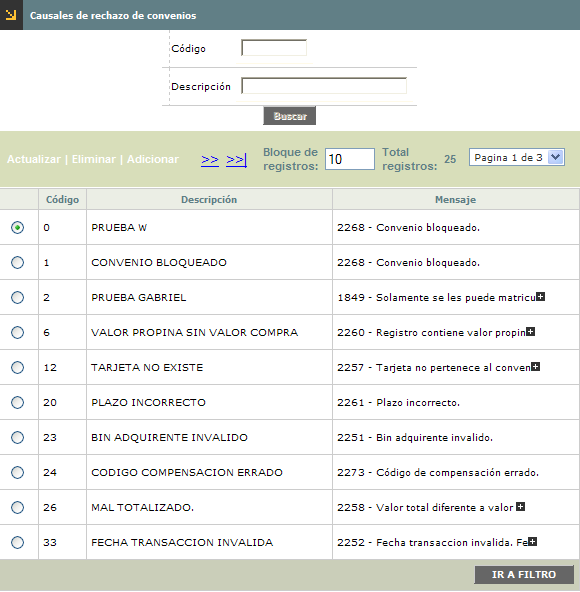 Causales de rechazo de convenios
Código
Descripción
Buscar
Actualizar | Eliminar | Adicionar >> >>| Bloque de registros: 10 Total registros: 25 Pagina 1 de 3
Código Descripción Mensaje
0 PRUEBA W 2268 - Convenio bloqueado.
1 CONVENIO BLOQUEADO 2268 - Convenio bloqueado.
2 PRUEBA GABRIEL 1849 - Solamente se les puede matricu
6 VALOR PROPINA SIN VALOR COMPRA 2260 - Registro contiene valor propin
12 TARJETA NO EXISTE 2257 - Tarjeta no pertenece al conven
20 PLAZO INCORRECTO 2261 - Plazo incorrecto.
23 BIN ADQUIRENTE INVALIDO 2251 - Bin adquirente invalido.
24 CODIGO COMPENSACION ERRADO 2273 - Código de compensación errado.
26 MAL TOTALIZADO. 2258 - Valor total diferente a valor
33 FECHA TRANSACCION INVALIDA 2252 - Fecha transaccion invalida. Fe
IR A FILTRO